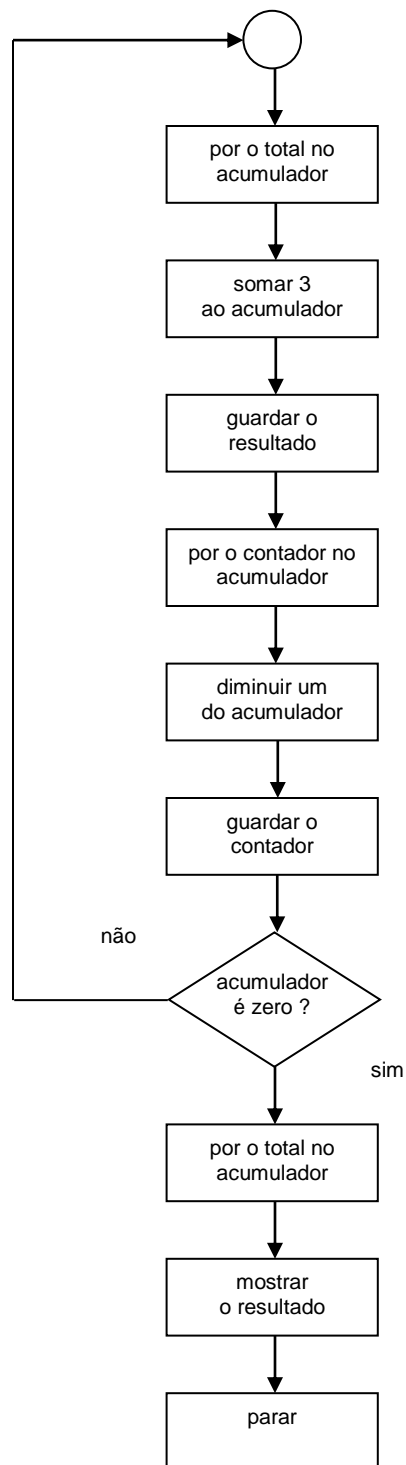 por o total no
acumulador
somar 3
ao acumulador
guardar o
resultado
por o contador no
acumulador
diminuir um
do acumulador
guardar o
contador
não
acumulador
é zero ?
sim
por o total no
acumulador
mostrar
o resultado
parar